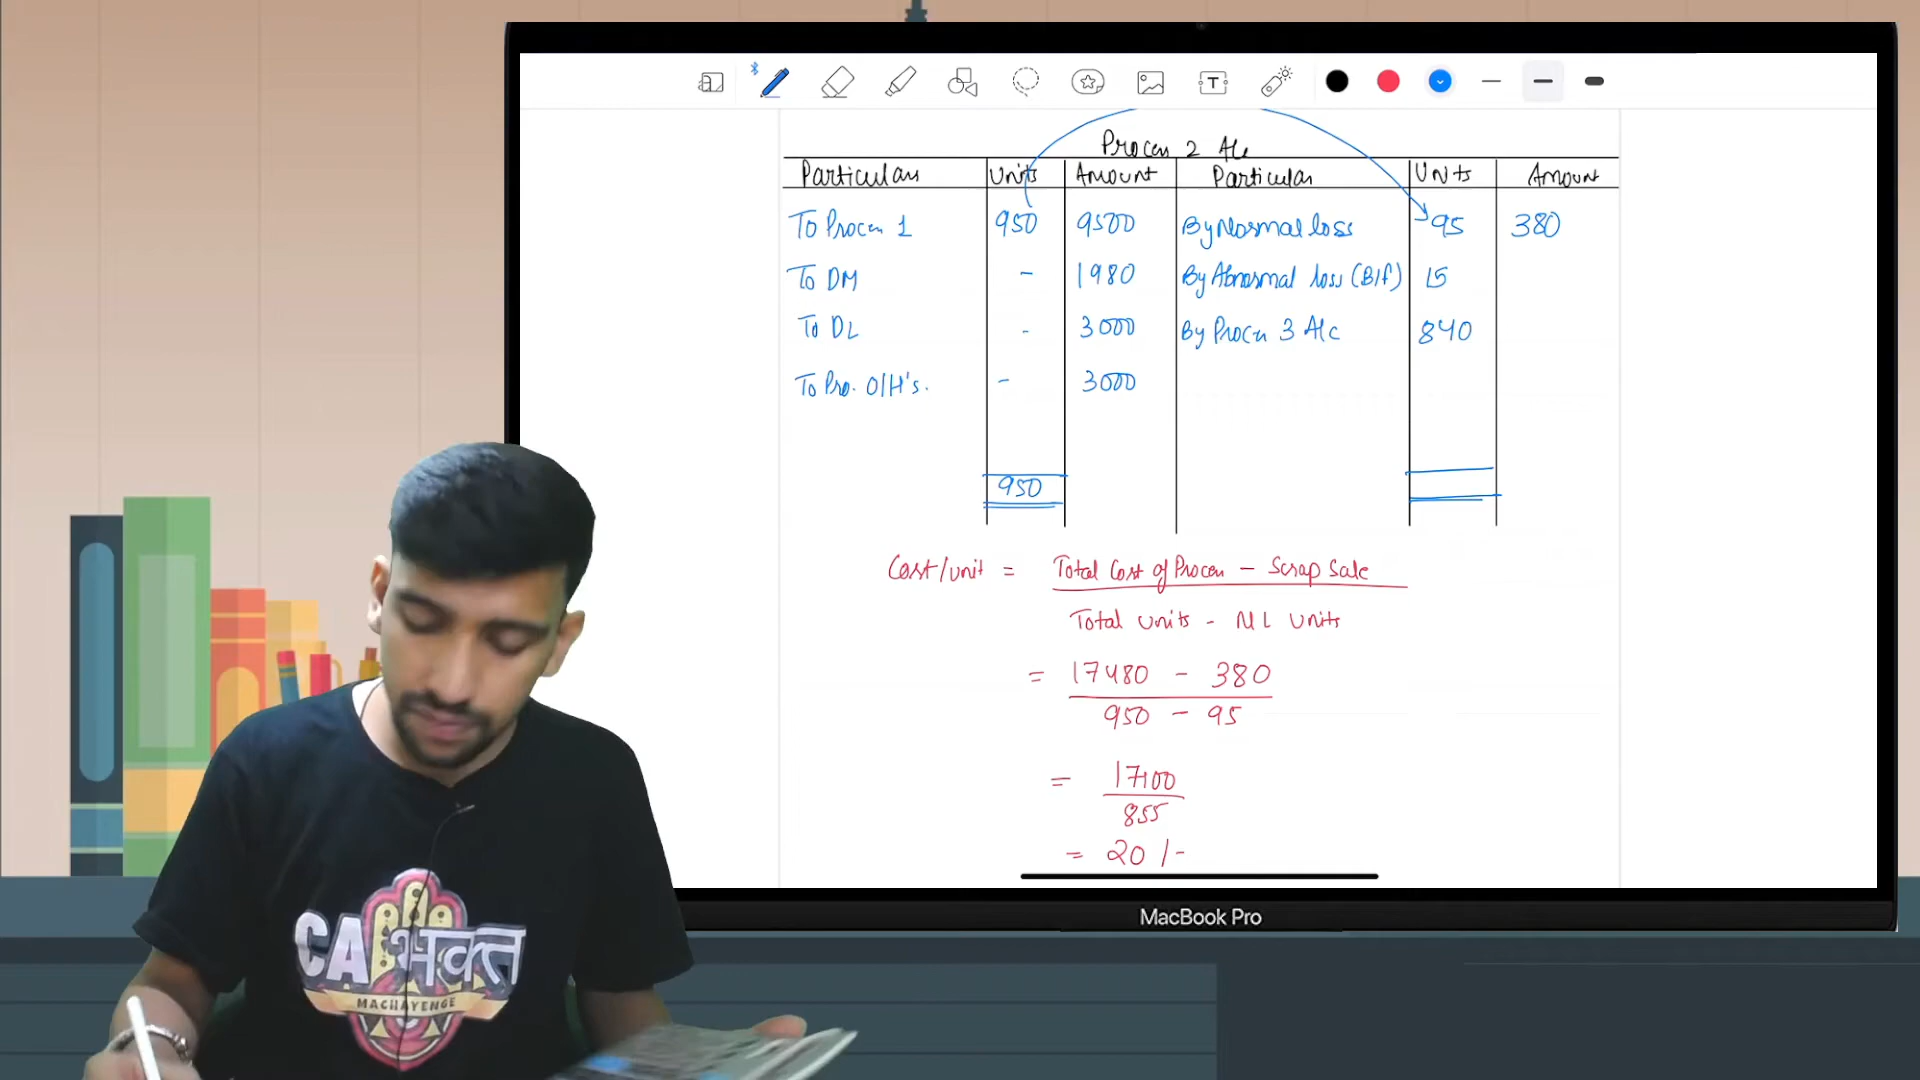 Process 2 A/c
Particulars Units Amount Particular Units Amount
To Process 1 950 9500 By Normal loss 95 380
To DM - 1980 By Abnormal loss (B/f) 15
To DL - 3000 By Process 3 A/c 840
To Pro. O/H's. - 3000
950
Cost/unit = Total Cost of Process - Scrap Sale
Total units - NL units
= 17480 - 380
950 - 95
= 17100
855
= 20/-
MacBook Pro
CA भक्त
MACHAYENGE